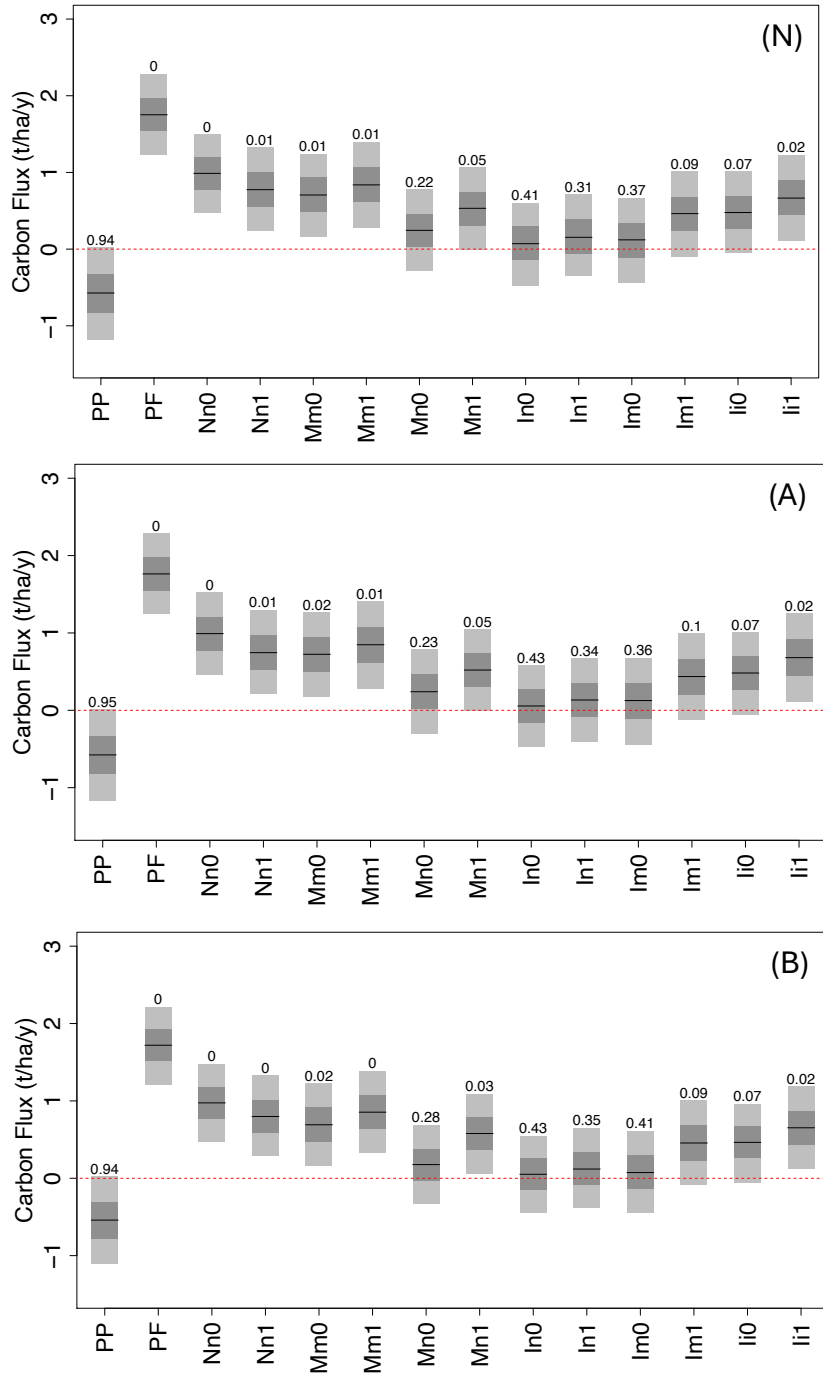 (N)
Carbon Flux (t/ha/y)
3
2
1
0
−1
0.94
0
0
0.01
0.01
0.01
0.22
0.05
0.41
0.31
0.37
0.09
0.07
0.02
PP
PF
Nn0
Nn1
Mm0
Mm1
Mn0
Mn1
In0
In1
Im0
Im1
Ii0
Ii1
(A)
Carbon Flux (t/ha/y)
3
2
1
0
−1
0.95
0
0
0.01
0.02
0.01
0.23
0.05
0.43
0.34
0.36
0.1
0.07
0.02
PP
PF
Nn0
Nn1
Mm0
Mm1
Mn0
Mn1
In0
In1
Im0
Im1
Ii0
Ii1
(B)
Carbon Flux (t/ha/y)
3
2
1
0
−1
0.94
0
0
0
0.02
0
0.28
0.03
0.43
0.35
0.41
0.09
0.07
0.02
PP
PF
Nn0
Nn1
Mm0
Mm1
Mn0
Mn1
In0
In1
Im0
Im1
Ii0
Ii1